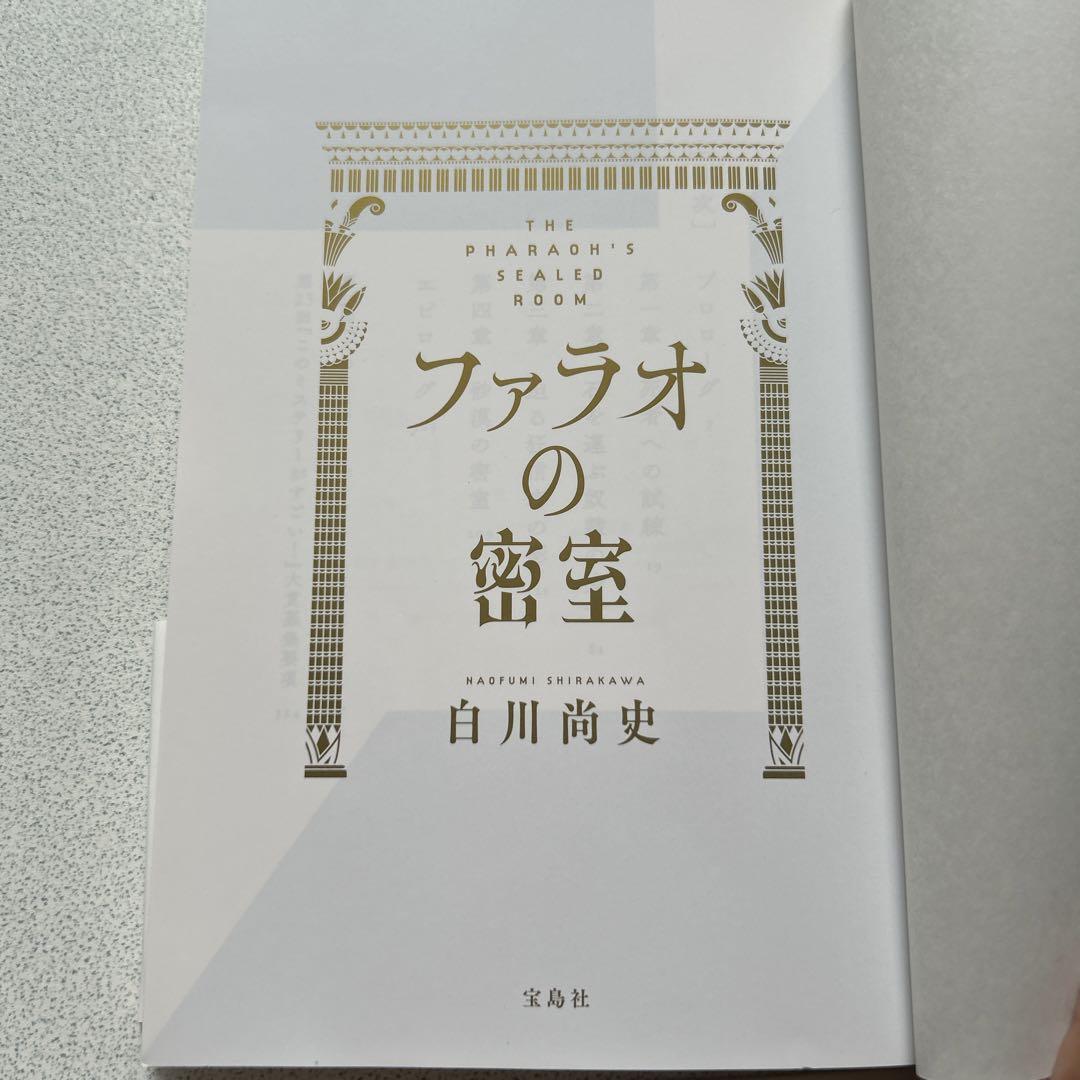 THE
PHARAOH'S
SEALED
ROOM
ファラオ
の
密室
NAOFUMI SHIRAKAWA
白川尚史
宝島社